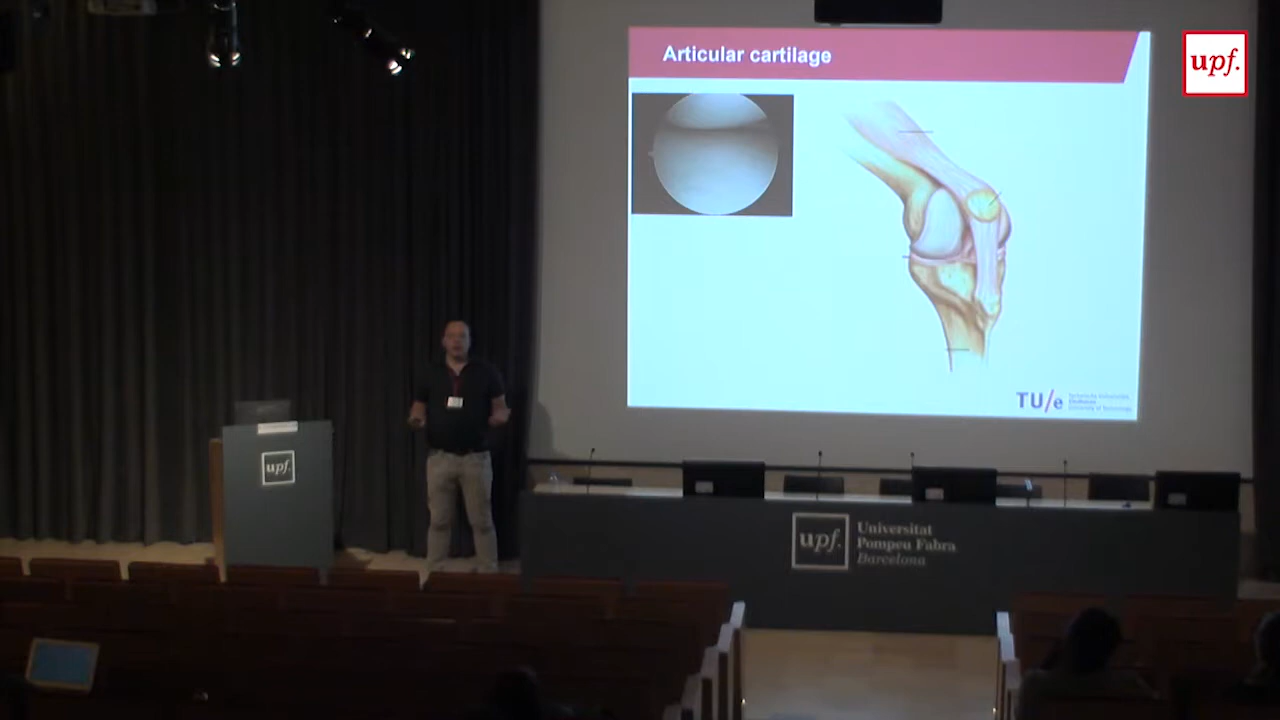 Articular cartilage
upf.
TU/e
upf.
upf.
Universitat
Pompeu Fabra
Barcelona